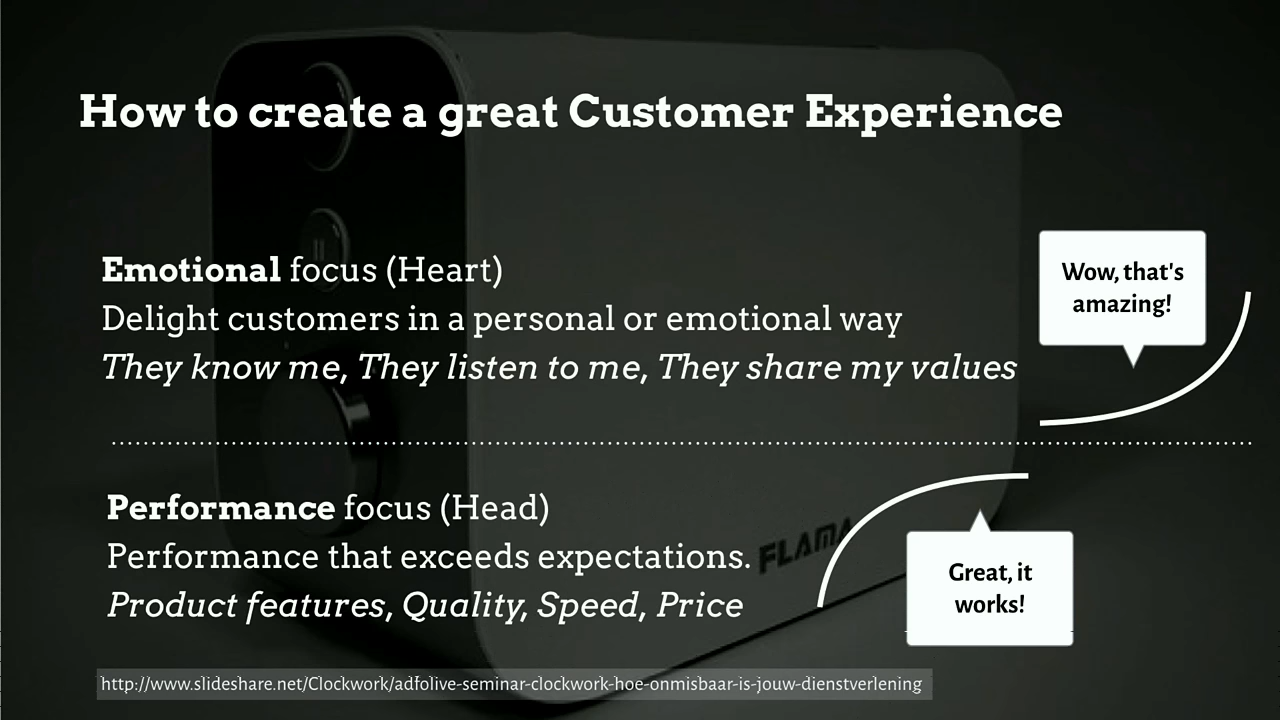 How to create a great Customer Experience
Emotional focus (Heart)
Delight customers in a personal or emotional way
They know me, They listen to me, They share my values
Wow, that's
amazing!
Performance focus (Head)
Performance that exceeds expectations.
Product features, Quality, Speed, Price
FLAMA
Great, it
works!
http://www.slideshare.net/Clockwork/adfolive-seminar-clockwork-hoe-onmisbaar-is-jouw-dienstverlening